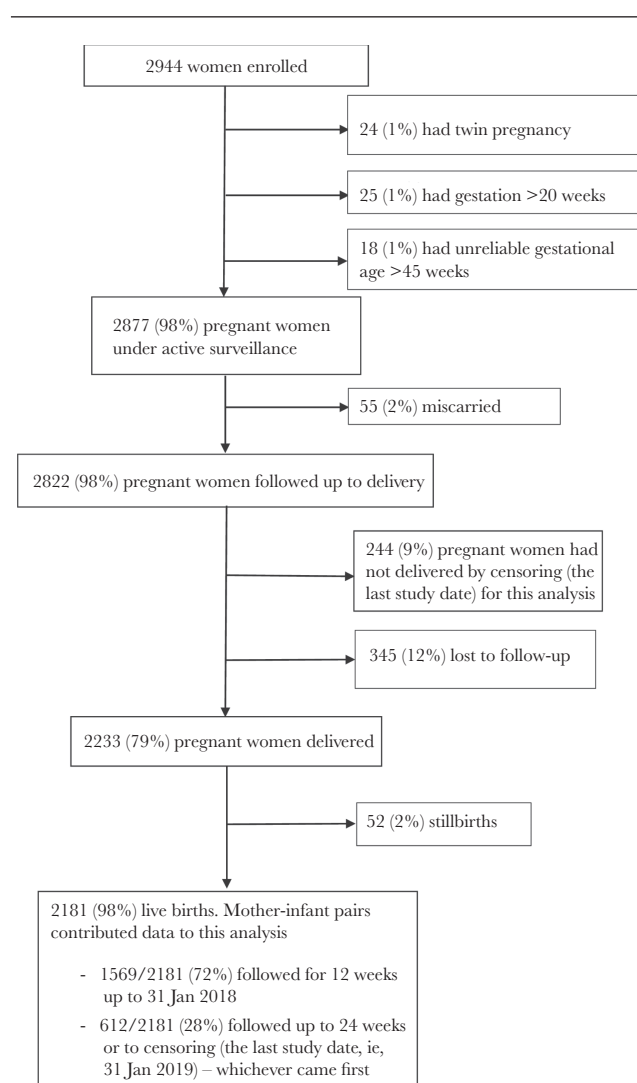 2944 women enrolled
24 (1%) had twin pregnancy
25 (1%) had gestation >20 weeks
18 (1%) had unreliable gestational
age >45 weeks
2877 (98%) pregnant women
under active surveillance
55 (2%) miscarried
2822 (98%) pregnant women followed up to delivery
244 (9%) pregnant women had
not delivered by censoring (the
last study date) for this analysis
345 (12%) lost to follow-up
2233 (79%) pregnant women delivered
52 (2%) stillbirths
2181 (98%) live births. Mother-infant pairs
contributed data to this analysis
- 1569/2181 (72%) followed for 12 weeks
up to 31 Jan 2018
- 612/2181 (28%) followed up to 24 weeks
or to censoring (the last study date, ie,
31 Jan 2019) – whichever came first